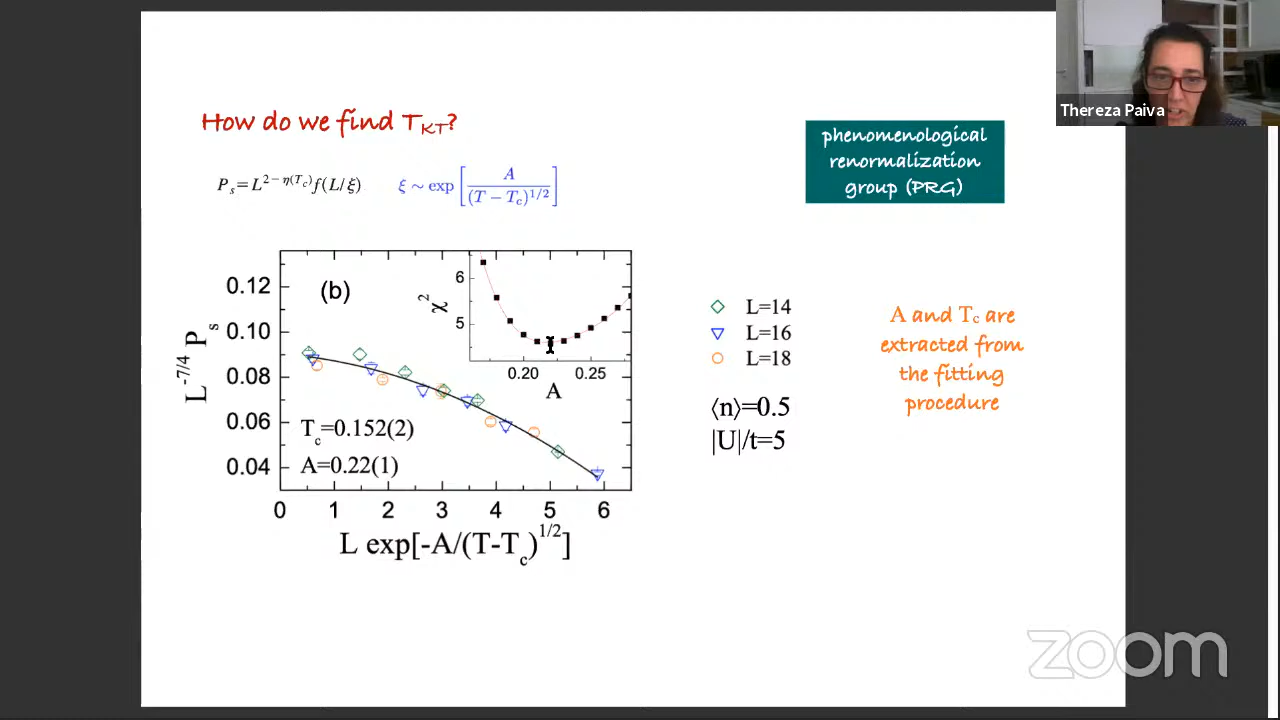 Thereza Paiva
How do we find T_KT?
phenomenological
renormalization
group (PRG)
P_s = L^{2 − η(T_c)} f(L/ξ)
ξ ∼ exp [ A / (T − T_c)^{1/2} ]
(b)
L^{-7/4} P_s
0.12
0.10
0.08
0.06
0.04
0 1 2 3 4 5 6
L exp[-A/(T-T_c)^{1/2}]
T_c=0.152(2)
A=0.22(1)
χ^2
6
5
0.20 0.25
A
L=14
L=16
L=18
⟨n⟩=0.5
|U|/t=5
A and T_c are
extracted from
the fitting
procedure
zoom